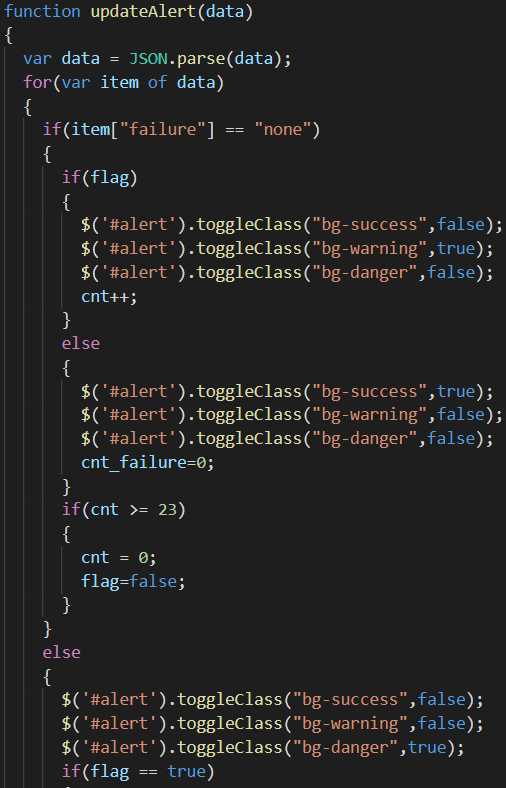 function updateAlert(data)
{
  var data = JSON.parse(data);
  for(var item of data)
  {
    if(item["failure"] == "none")
    {
      if(flag)
      {
        $('#alert').toggleClass("bg-success",false);
        $('#alert').toggleClass("bg-warning",true);
        $('#alert').toggleClass("bg-danger",false);
        cnt++;
      }
      else
      {
        $('#alert').toggleClass("bg-success",true);
        $('#alert').toggleClass("bg-warning",false);
        $('#alert').toggleClass("bg-danger",false);
        cnt_failure=0;
      }
      if(cnt >= 23)
      {
        cnt = 0;
        flag=false;
      }
    }
    else
    {
      $('#alert').toggleClass("bg-success",false);
      $('#alert').toggleClass("bg-warning",false);
      $('#alert').toggleClass("bg-danger",true);
      if(flag == true)